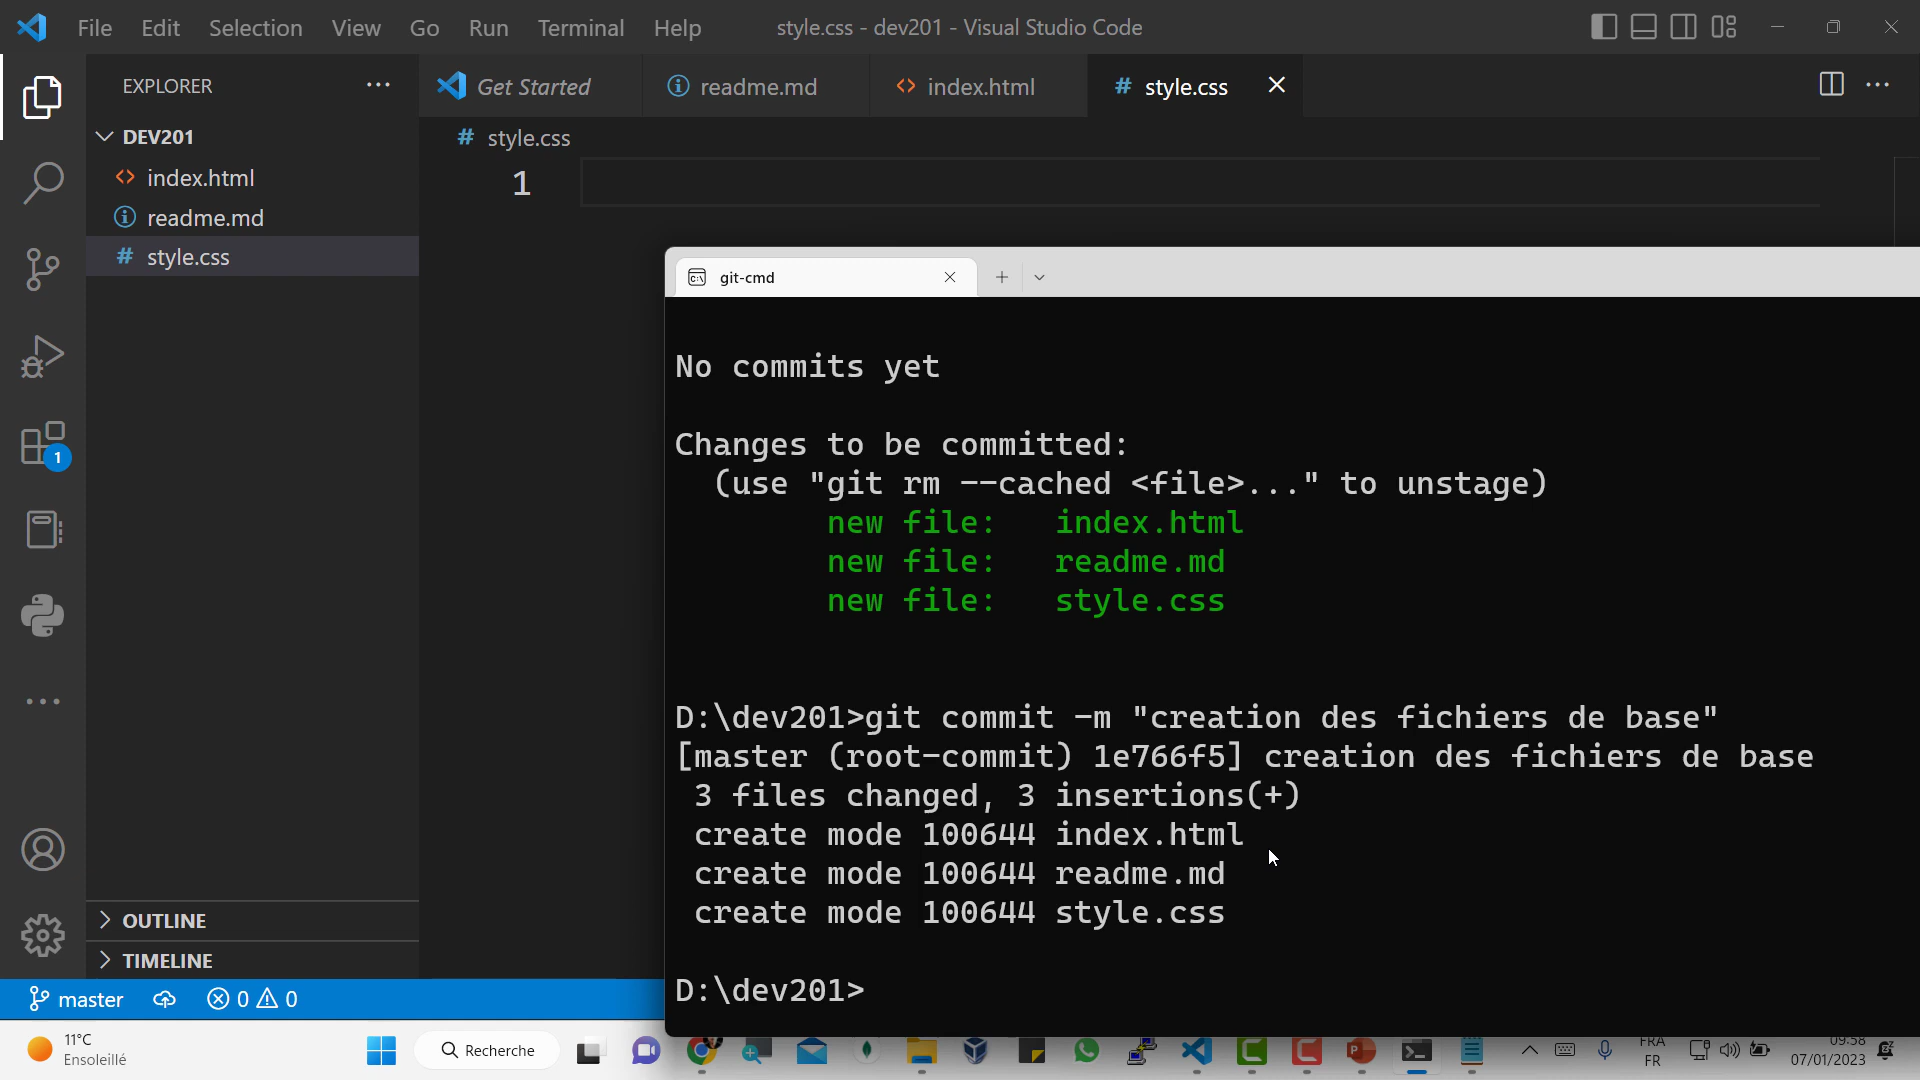 File Edit Selection View Go Run Terminal Help
style.css - dev201 - Visual Studio Code
EXPLORER
Get Started
readme.md
index.html
# style.css
DEV201
# style.css
index.html
1
readme.md
# style.css
git-cmd
No commits yet
Changes to be committed:
(use "git rm --cached <file>..." to unstage)
new file: index.html
new file: readme.md
new file: style.css
1
D:\dev201>git commit -m "creation des fichiers de base"
[master (root-commit) 1e766f5] creation des fichiers de base
3 files changed, 3 insertions(+)
create mode 100644 index.html
create mode 100644 readme.md
create mode 100644 style.css
D:\dev201>
OUTLINE
TIMELINE
master
0
0
11°C
Ensoleillé
Recherche
FRA
FR
09:58
07/01/2023